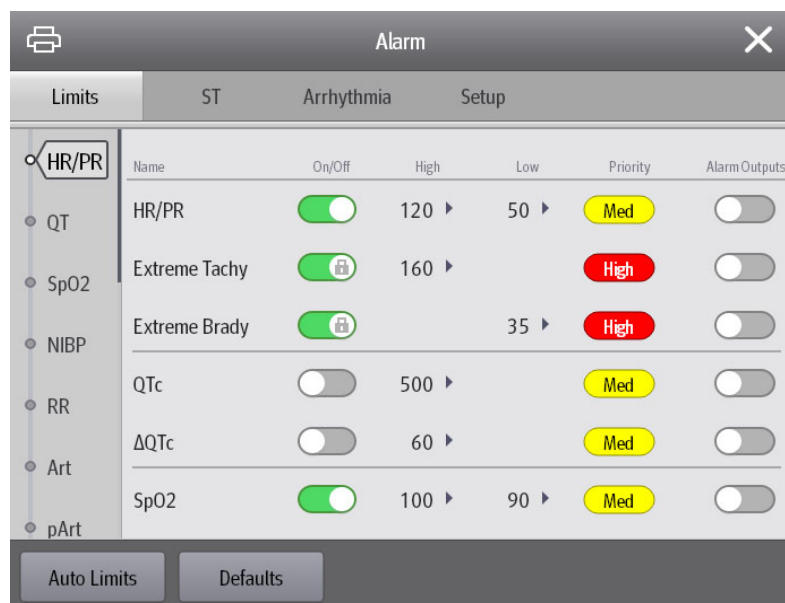 Alarm
Limits ST Arrhythmia Setup
HR/PR
QT
SpO2
NIBP
RR
Art
pArt
Name On/Off High Low Priority Alarm Outputs
HR/PR 120 50 Med
Extreme Tachy 160 High
Extreme Brady 35 High
QTc 500 Med
ΔQTc 60 Med
SpO2 100 90 Med
Auto Limits Defaults